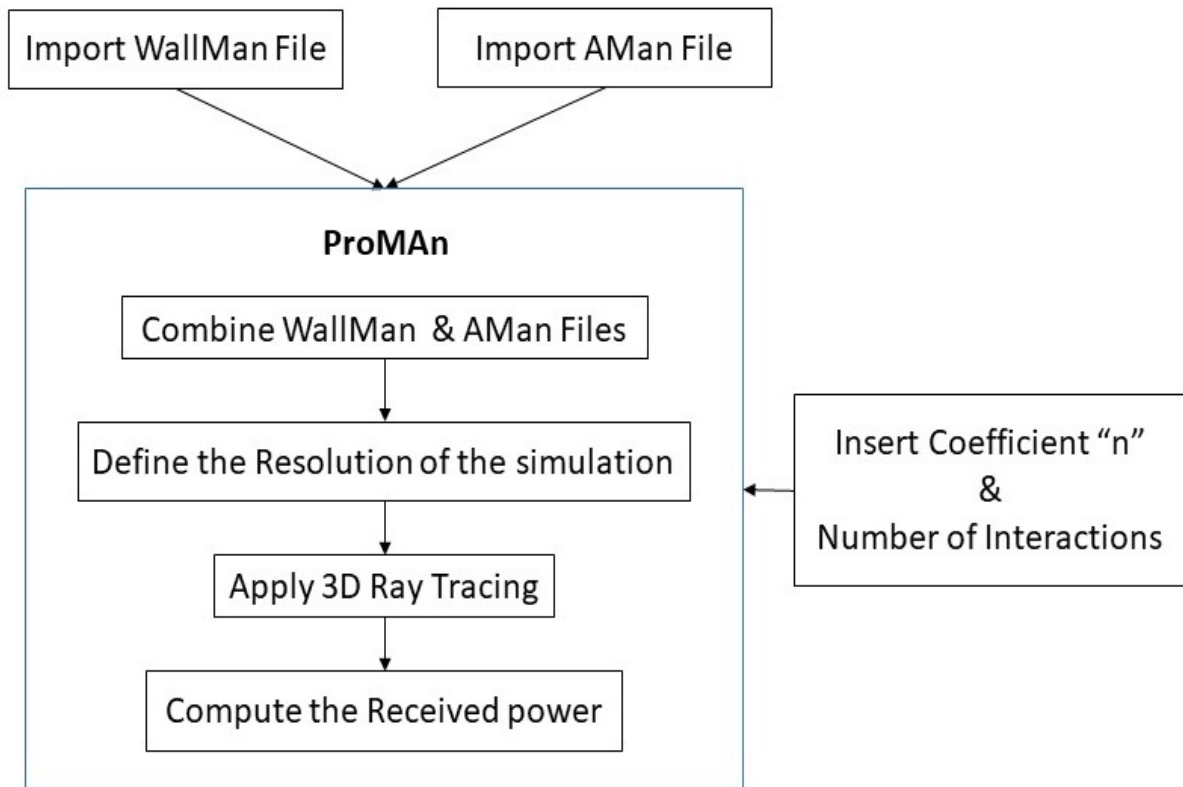 Import WallMan File
Import AMan File
ProMAn
Combine WallMan & AMan Files
Define the Resolution of the simulation
Apply 3D Ray Tracing
Compute the Received power
Insert Coefficient “n”
&
Number of Interactions